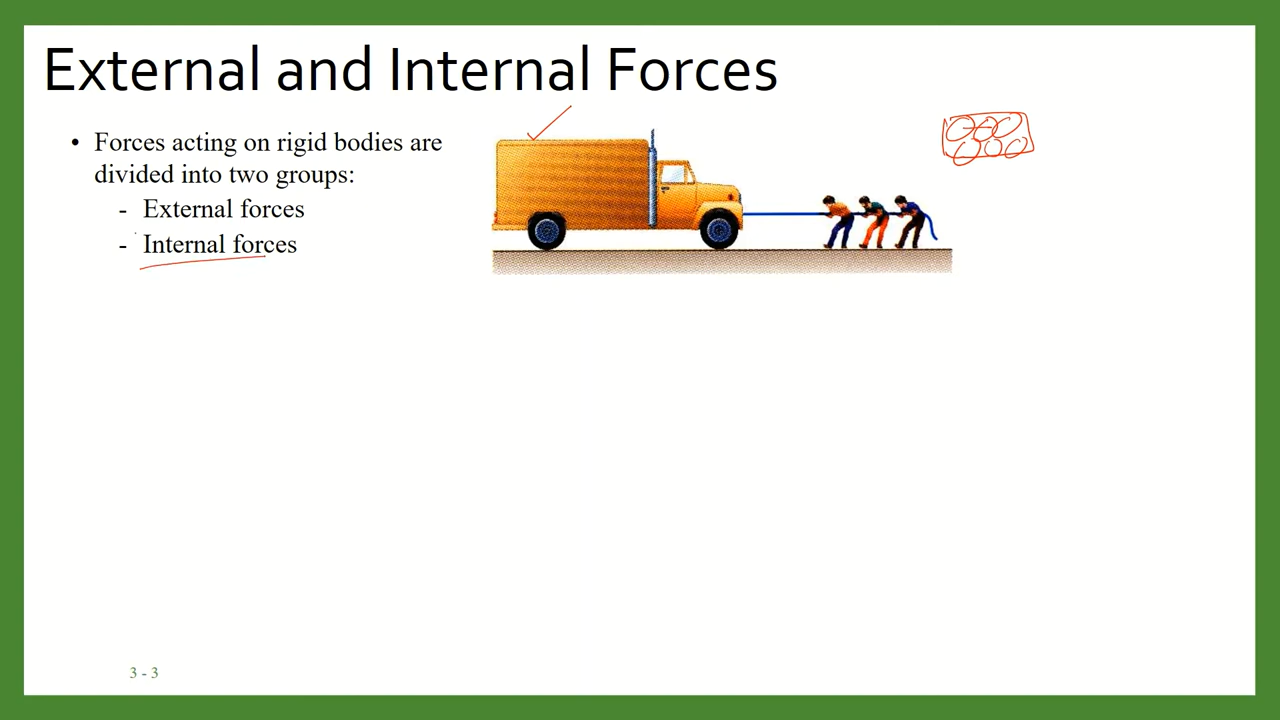 External and Internal Forces
• Forces acting on rigid bodies are
divided into two groups:
- External forces
- Internal forces
3 - 3